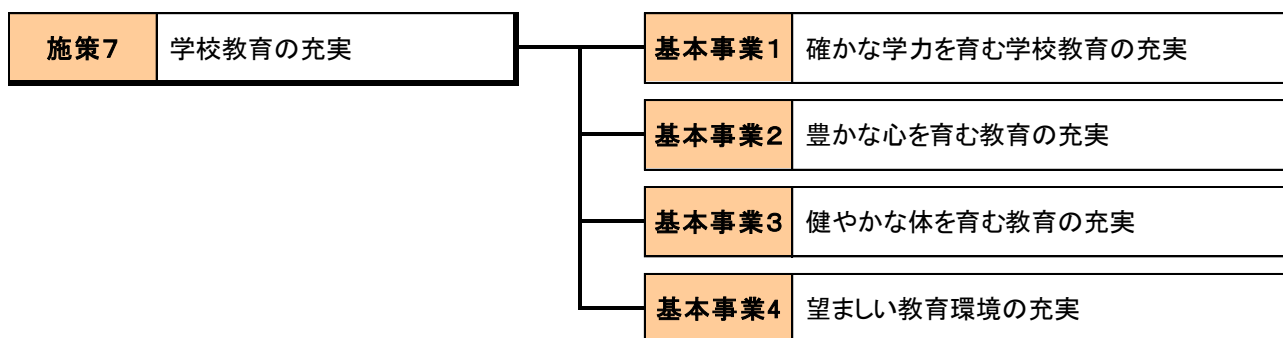 施策7 学校教育の充実
基本事業1 確かな学力を育む学校教育の充実
基本事業2 豊かな心を育む教育の充実
基本事業3 健やかな体を育む教育の充実
基本事業4 望ましい教育環境の充実